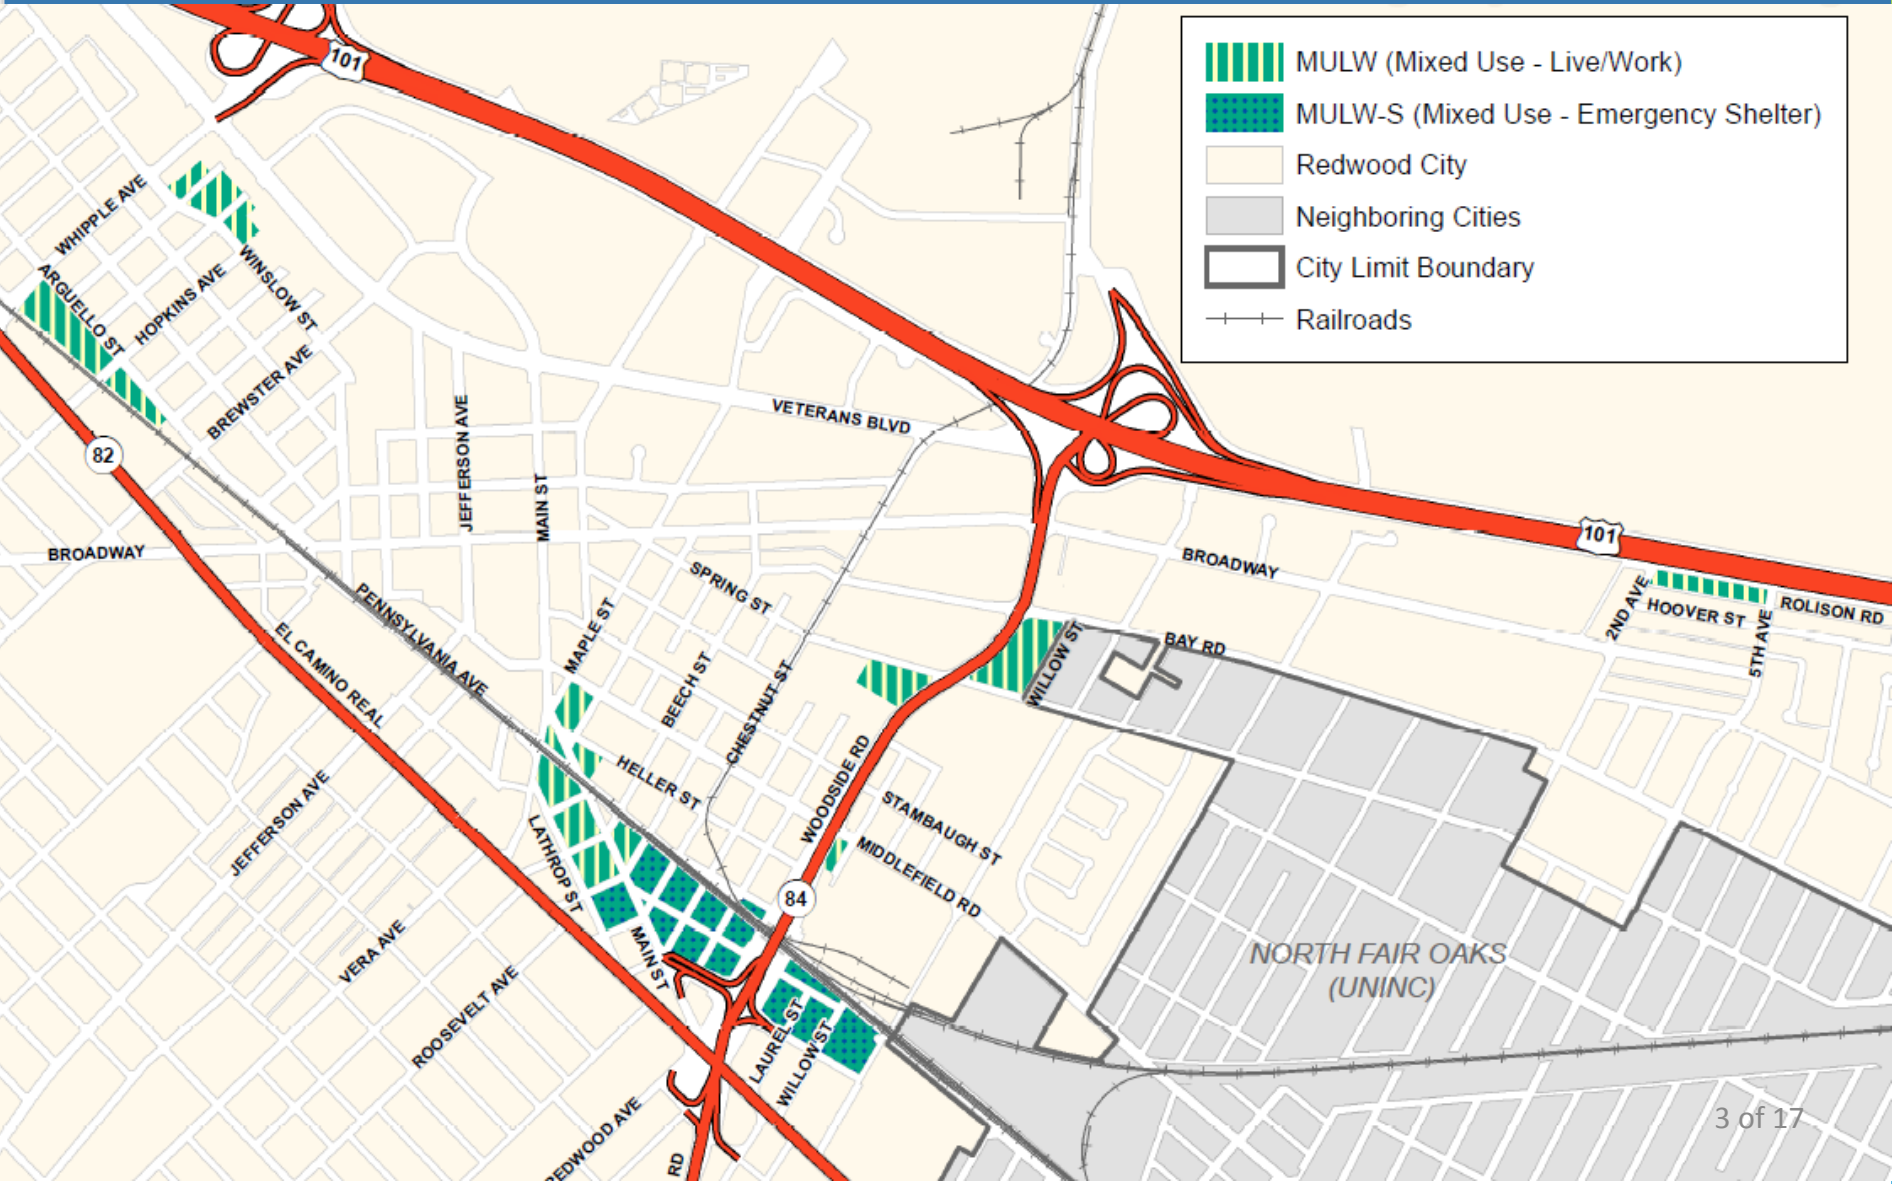 MULW (Mixed Use - Live/Work)
MULW-S (Mixed Use - Emergency Shelter)
Redwood City
Neighboring Cities
City Limit Boundary
Railroads
101
WHIPPLE AVE
ARGUELLO ST
HOPKINS AVE
WINSLOW ST
BREWSTER AVE
82
JEFFERSON AVE
MAIN ST
VETERANS BLVD
BROADWAY
101
BROADWAY
SPRING ST
PENNSYLVANIA AVE
EL CAMINO REAL
MAPLE ST
BEECH ST
CHESTNUT ST
WILLOW ST
BAY RD
2ND AVE
HOOVER ST
5TH AVE
ROLISON RD
HELLER ST
WOODSIDE RD
STAMBAUGH ST
MIDDLEFIELD RD
JEFFERSON AVE
LATHROP ST
84
MAIN ST
VERA AVE
ROOSEVELT AVE
NORTH FAIR OAKS
(UNINC)
LAUREL ST
WILLOW ST
REDWOOD AVE
RD
3 of 17